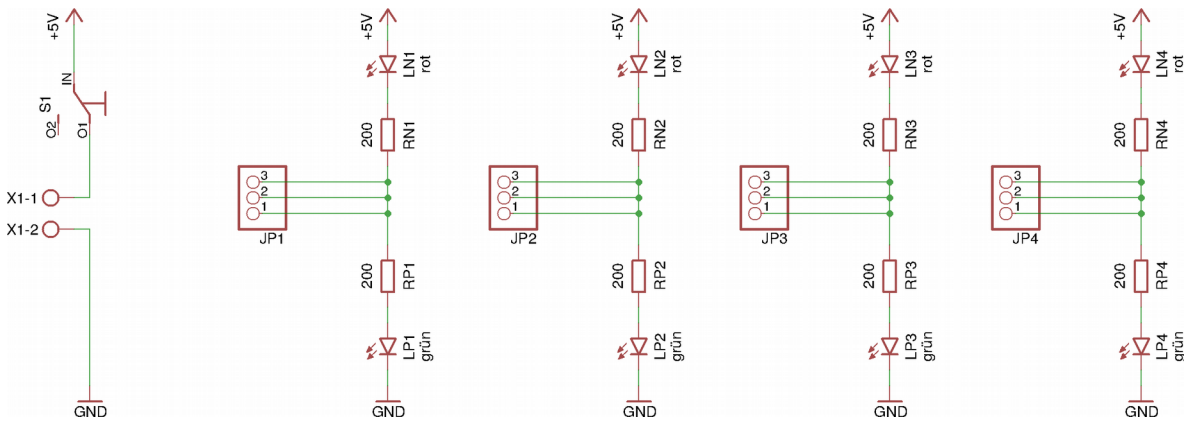 +5V
IN
S1
O2
O1
X1-1
X1-2
GND
+5V
LN1
rot
200
RN1
3
2
1
JP1
200
RP1
LP1
grün
GND
+5V
LN2
rot
200
RN2
3
2
1
JP2
200
RP2
LP2
grün
GND
+5V
LN3
rot
200
RN3
3
2
1
JP3
200
RP3
LP3
grün
GND
+5V
LN4
rot
200
RN4
3
2
1
JP4
200
RP4
LP4
grün
GND